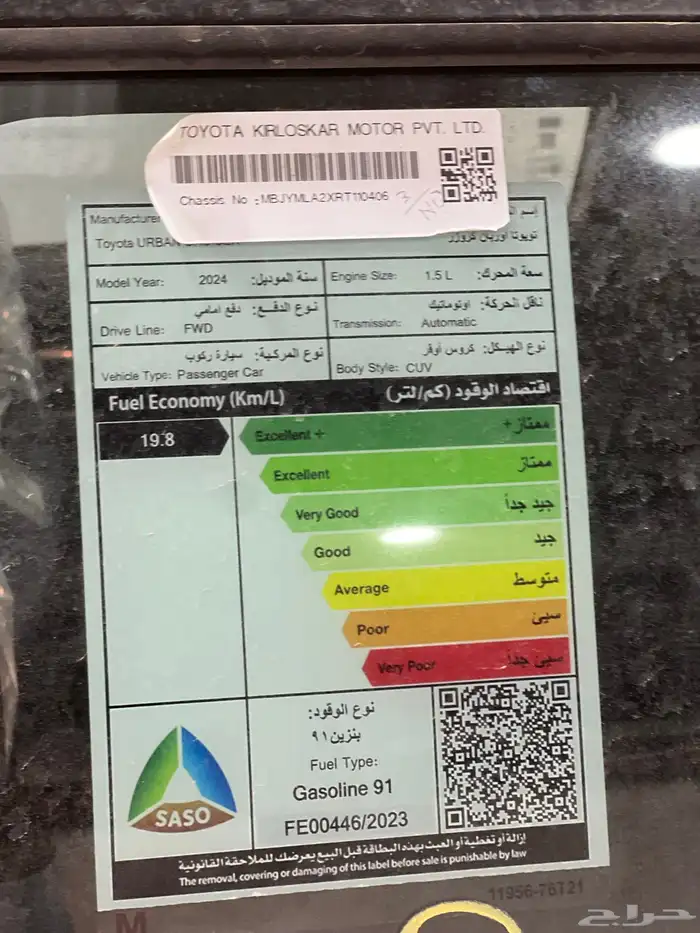 TOYOTA KIRLOSKAR MOTOR PVT. LTD.
Chassis No : MBJYMLA2XRT110406
Manufacturer
إسم
Toyota URBAN
تويوتا اوربان كروزر
Model Year: 2024 سنة الموديل:
Engine Size: 1.5 L سعة المحرك:
Drive Line: FWD دفع امامي نوع الدفع:
Transmission: Automatic اوتوماتيك ناقل الحركة:
Vehicle Type: Passenger Car سيارة ركوب نوع المركبة:
Body Style: CUV كروس أوفر نوع الهيكل:
Fuel Economy (Km/L) اقتصاد الوقود (كم/لتر)
19.8
Excellent + ممتاز+
Excellent ممتاز
Very Good جيد جداً
Good جيد
Average متوسط
Poor سيئ
Very Poor سيئ جداً
نوع الوقود:
بنزين ٩١
Fuel Type:
Gasoline 91
FE00446/2023
SASO
إزالة أو تغطية أو العبث بهذه البطاقة قبل البيع يعرضك للملاحقة القانونية
The removal, covering or damaging of this label before sale is punishable by law
11956-76T21
M
حراج